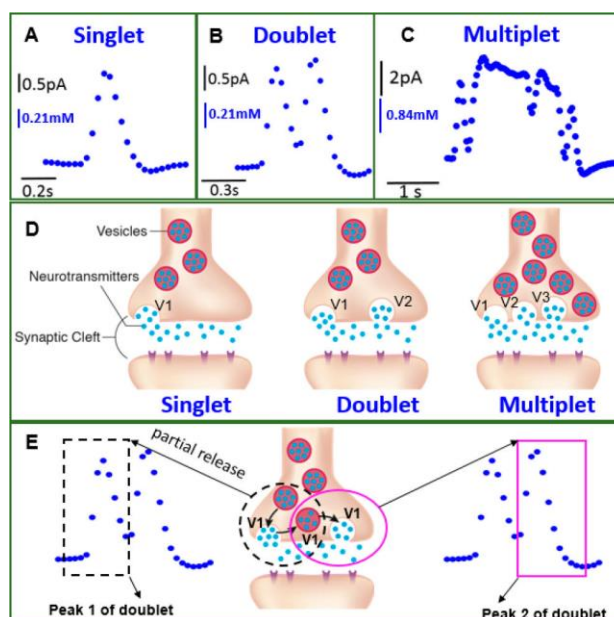 A Singlet
0.5pA
0.21mM
0.2s
B Doublet
0.5pA
0.21mM
0.3s
C Multiplet
2pA
0.84mM
1 s
D
Vesicles
Neurotransmitters
Synaptic Cleft
V1
V1 V2
V1 V2 V3
Singlet Doublet Multiplet
E
partial release
V1 V1 V1
Peak 1 of doublet
Peak 2 of doublet